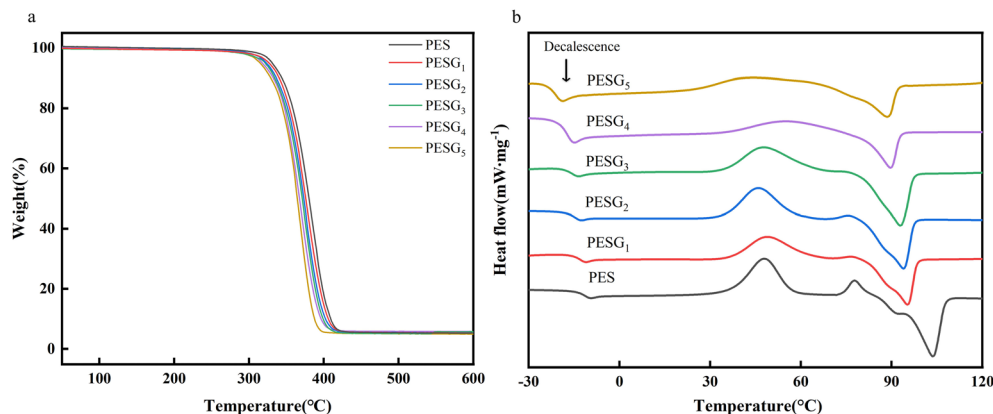 a
100
80
60
40
20
0
Weight(%)
100
200
300
400
500
600
Temperature(℃)
PES
PESG₁
PESG₂
PESG₃
PESG₄
PESG₅
b
Decalescence
PESG₅
PESG₄
PESG₃
PESG₂
PESG₁
PES
Heat flow(mW·mg⁻¹)
-30
0
30
60
90
120
Temperature(℃)